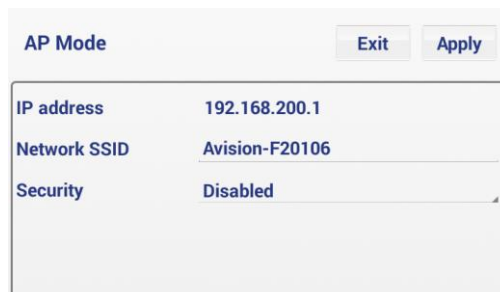 AP Mode Exit Apply
IP address 192.168.200.1
Network SSID Avision-F20106
Security Disabled